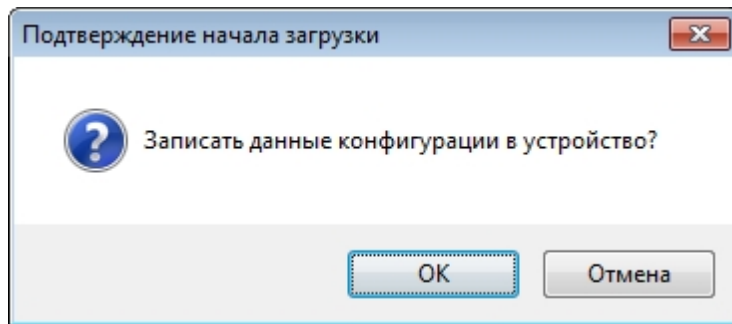 Подтверждение начала загрузки
Записать данные конфигурации в устройство?
OK
Отмена